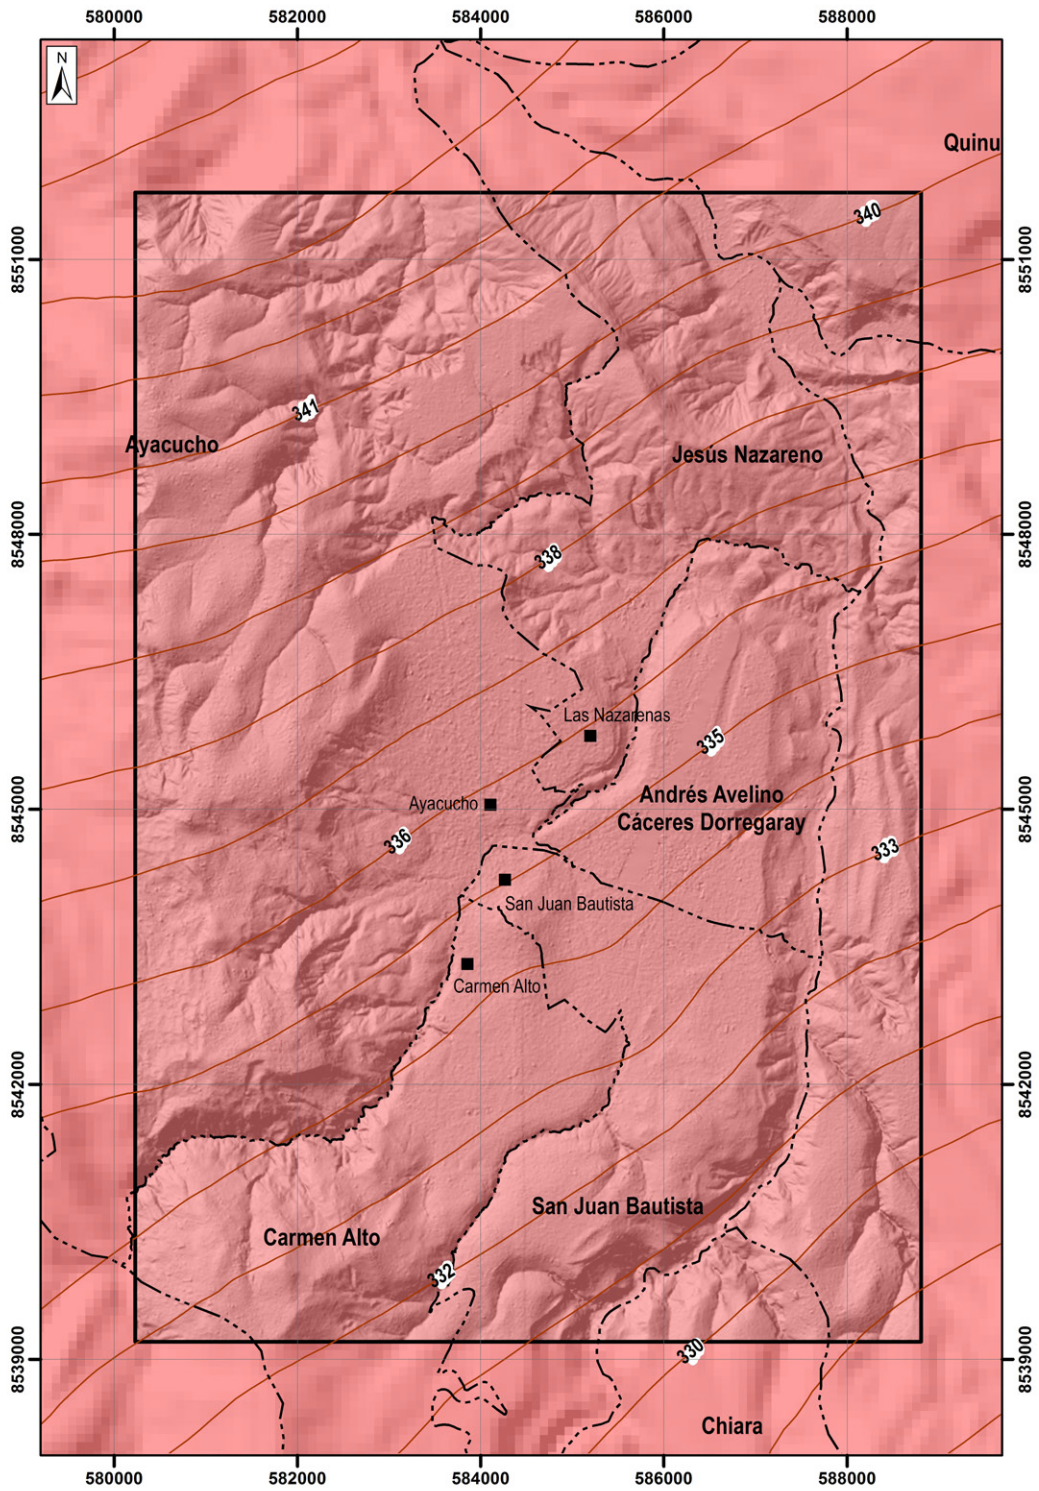 580000
582000
584000
586000
588000
N
Quinu
340
8551000
8551000
341
Ayacucho
Jesús Nazareno
8548000
8548000
338
Las Nazarenas
335
Andrés Avelino
Cáceres Dorregaray
Ayacucho
8545000
8545000
336
333
San Juan Bautista
Carmen Alto
8542000
8542000
San Juan Bautista
Carmen Alto
332
330
8539000
8539000
Chiara
580000
582000
584000
586000
588000